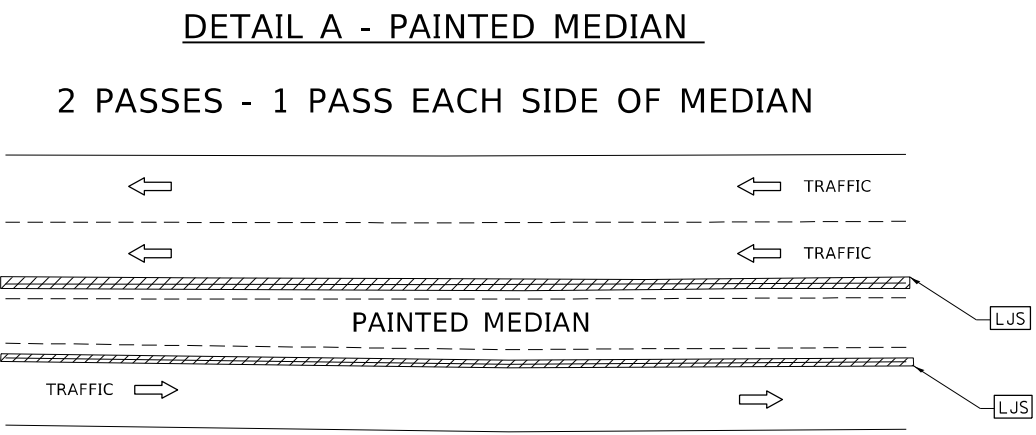 DETAIL A - PAINTED MEDIAN
2 PASSES - 1 PASS EACH SIDE OF MEDIAN
TRAFFIC
TRAFFIC
LJS
PAINTED MEDIAN
TRAFFIC
LJS